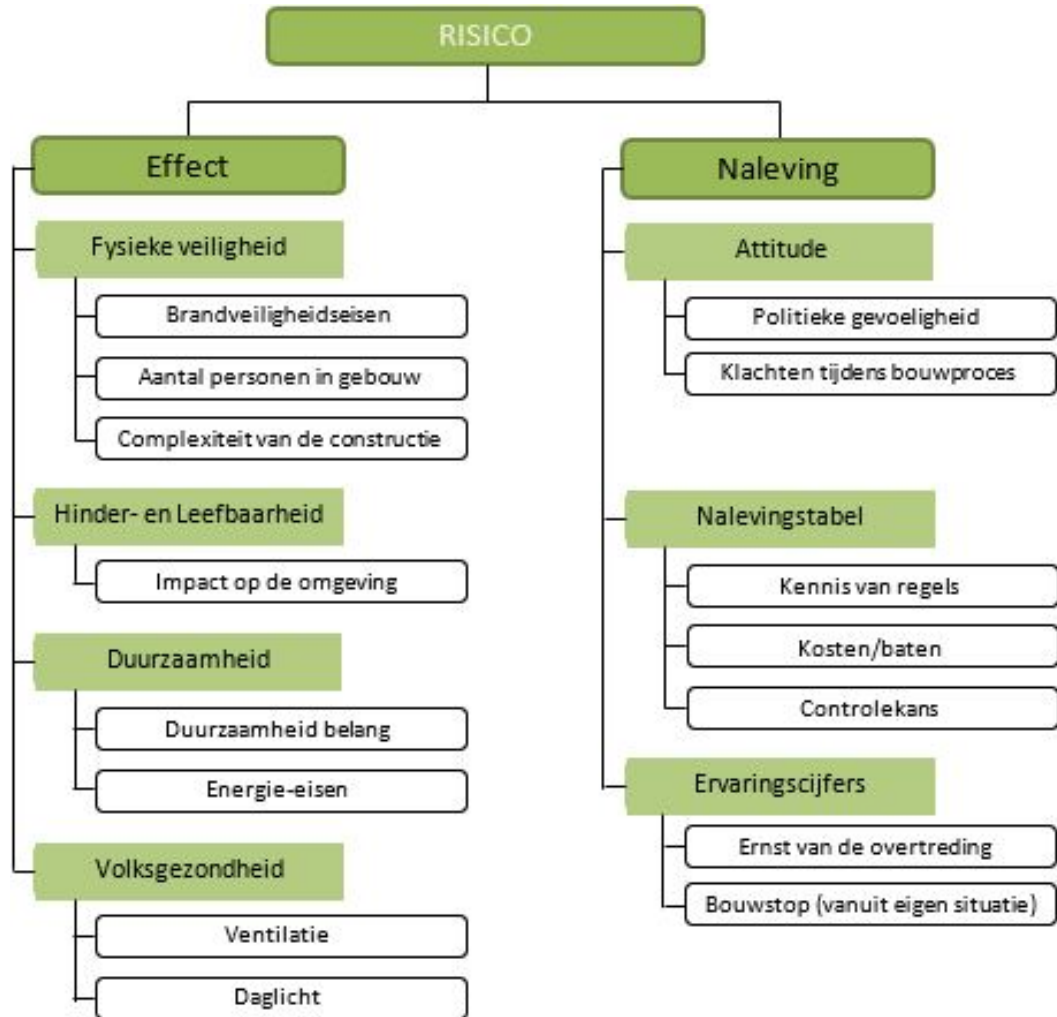 RISICO
Effect
Fysieke veiligheid
Brandveiligheidseisen
Aantal personen in gebouw
Complexiteit van de constructie
Hinder- en Leefbaarheid
Impact op de omgeving
Duurzaamheid
Duurzaamheid belang
Energie-eisen
Volksgezondheid
Ventilatie
Daglicht
Naleving
Attitude
Politieke gevoeligheid
Klachten tijdens bouwproces
Nalevingstabel
Kennis van regels
Kosten/baten
Controlekans
Ervaringscijfers
Ernst van de overtreding
Bouwstop (vanuit eigen situatie)